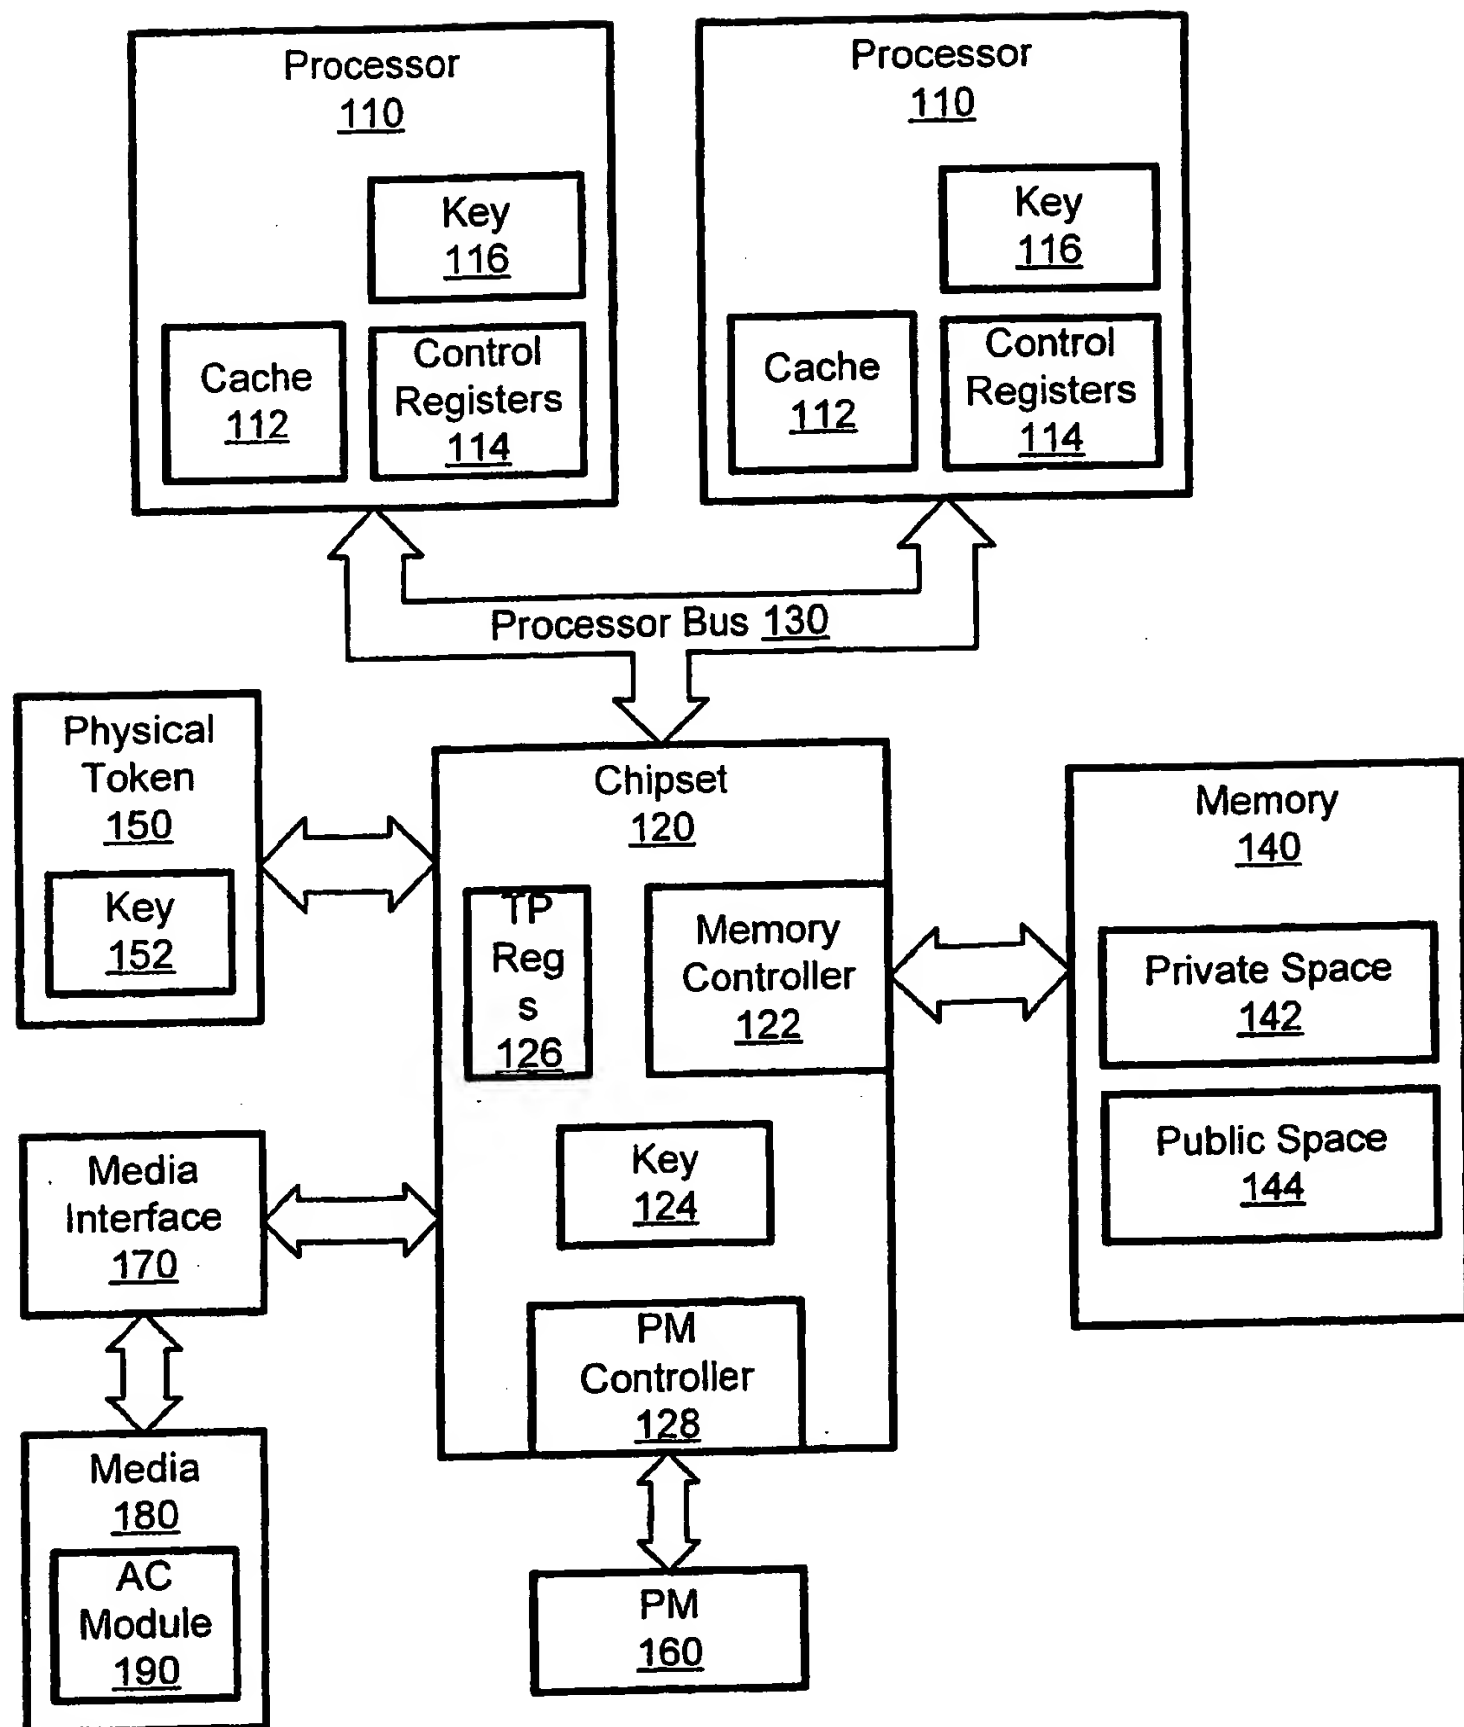 Processor
110
Key
116
Cache
112
Control
Registers
114
Processor
110
Key
116
Cache
112
Control
Registers
114
Processor Bus 130
Physical
Token
150
Key
152
Chipset
120
TP
Reg
s
126
Memory
Controller
122
Key
124
PM
Controller
128
Memory
140
Private Space
142
Public Space
144
Media
Interface
170
Media
180
AC
Module
190
PM
160